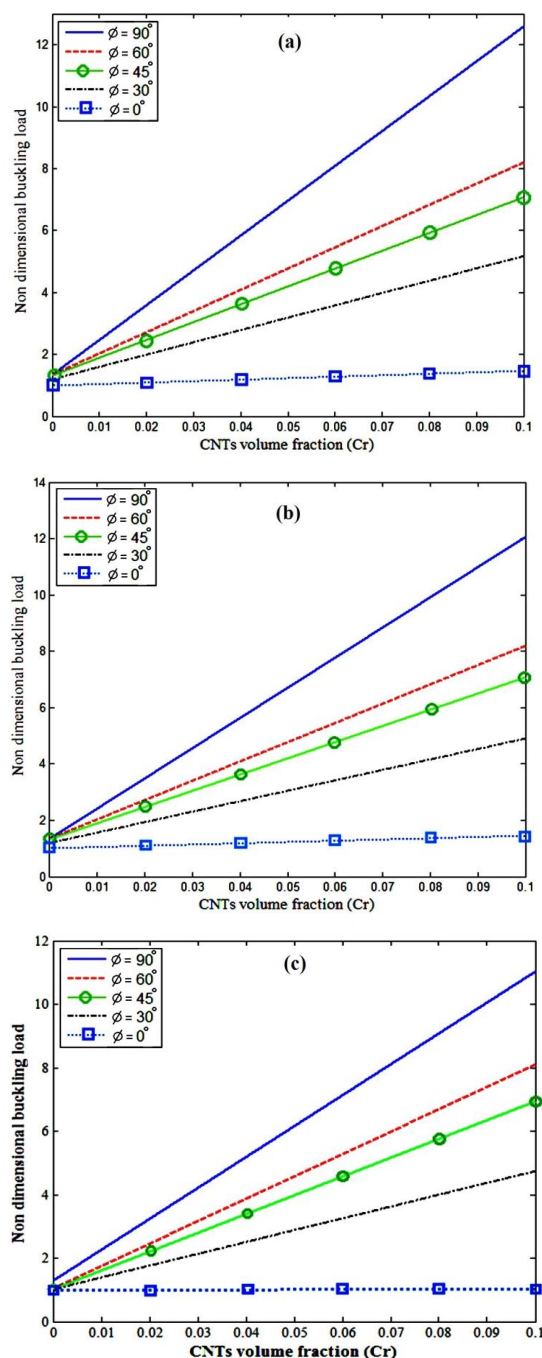 (a)
Non dimensional buckling load
12
10
8
6
4
2
0
ϕ = 90°
ϕ = 60°
ϕ = 45°
ϕ = 30°
ϕ = 0°
0 0.01 0.02 0.03 0.04 0.05 0.06 0.07 0.08 0.09 0.1
CNTs volume fraction (Cr)
(b)
Non dimensional buckling load
14
12
10
8
6
4
2
0
ϕ = 90°
ϕ = 60°
ϕ = 45°
ϕ = 30°
ϕ = 0°
0 0.01 0.02 0.03 0.04 0.05 0.06 0.07 0.08 0.09 0.1
CNTs volume fraction (Cr)
(c)
Non dimensional buckling load
12
10
8
6
4
2
0
ϕ = 90°
ϕ = 60°
ϕ = 45°
ϕ = 30°
ϕ = 0°
0 0.01 0.02 0.03 0.04 0.05 0.06 0.07 0.08 0.09 0.1
CNTs volume fraction (Cr)